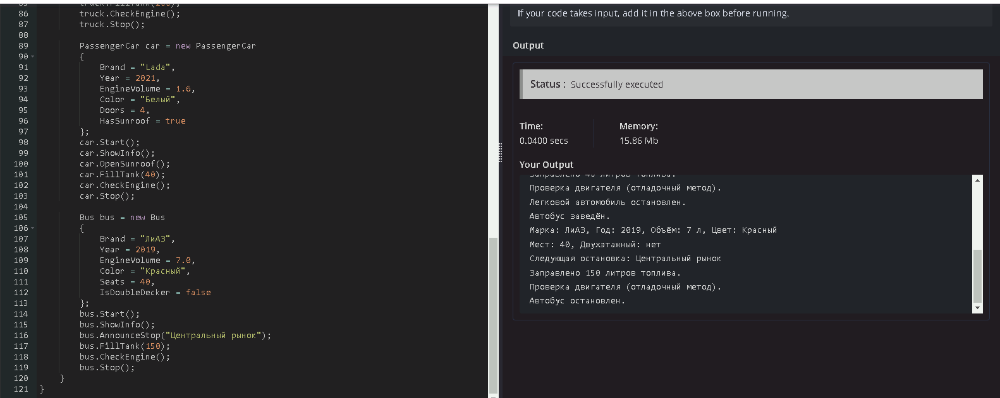 85 truck.FillTank(200);
86 truck.CheckEngine();
87 truck.Stop();
88
89 PassengerCar car = new PassengerCar
90 {
91 Brand = "Lada",
92 Year = 2021,
93 EngineVolume = 1.6,
94 Color = "Белый",
95 Doors = 4,
96 HasSunroof = true
97 };
98 car.Start();
99 car.ShowInfo();
100 car.OpenSunroof();
101 car.FillTank(40);
102 car.CheckEngine();
103 car.Stop();
104
105 Bus bus = new Bus
106 {
107 Brand = "ЛиАЗ",
108 Year = 2019,
109 EngineVolume = 7.0,
110 Color = "Красный",
111 Seats = 40,
112 IsDoubleDecker = false
113 };
114 bus.Start();
115 bus.ShowInfo();
116 bus.AnnounceStop("Центральный рынок");
117 bus.FillTank(150);
118 bus.CheckEngine();
119 bus.Stop();
120 }
121 }
If your code takes input, add it in the above box before running.
Output
Status : Successfully executed
Time: Memory:
0.0400 secs 15.86 Mb
Your Output
Заправлено 40 литров топлива.
Проверка двигателя (отладочный метод).
Легковой автомобиль остановлен.
Автобус заведён.
Марка: ЛиАЗ, Год: 2019, Объём: 7 л, Цвет: Красный
Мест: 40, Двухэтажный: нет
Следующая остановка: Центральный рынок
Заправлено 150 литров топлива.
Проверка двигателя (отладочный метод).
Автобус остановлен.